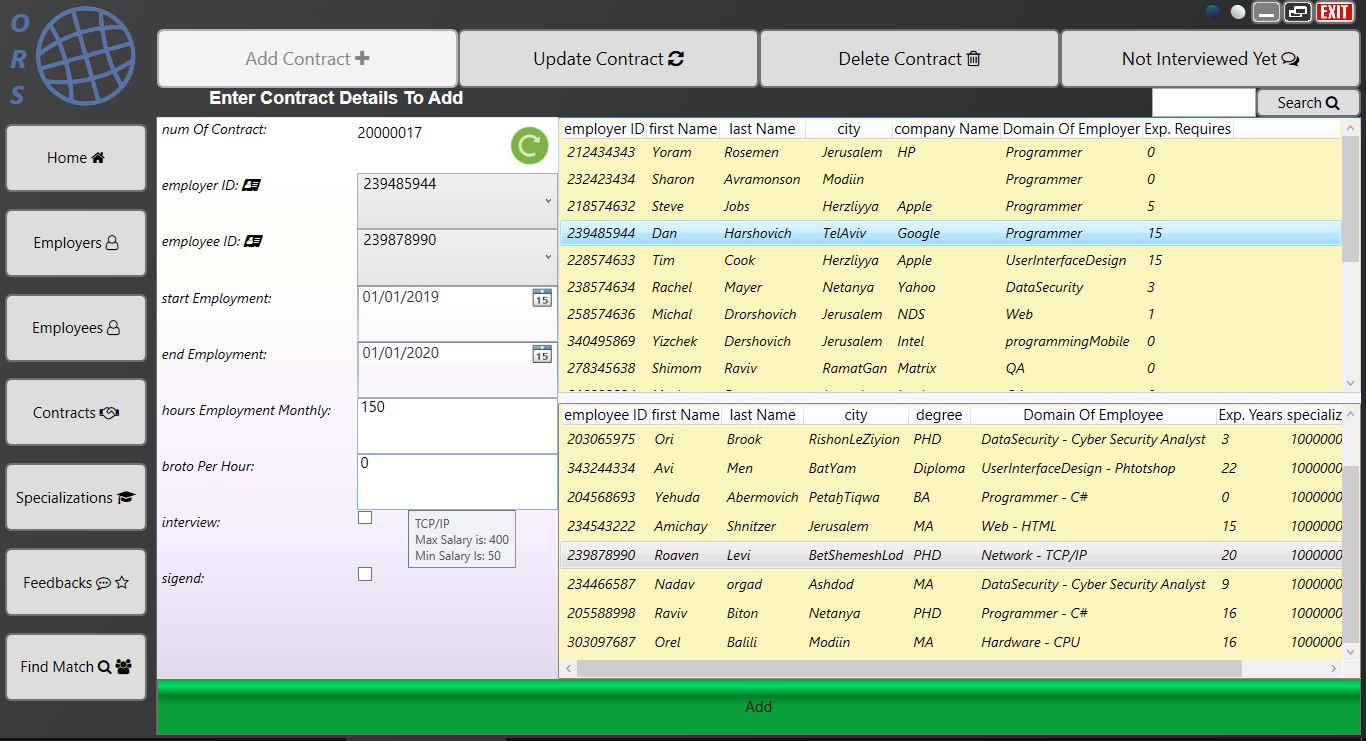 O
R
S
EXIT
Add Contract
Update Contract
Delete Contract
Not Interviewed Yet
Enter Contract Details To Add
Search
Home
Employers
Employees
Contracts
Specializations
Feedbacks
Find Match
num Of Contract: 20000017
employer ID: 239485944
employee ID: 239878990
start Employment: 01/01/2019 15
end Employment: 01/01/2020 15
hours Employment Monthly: 150
broto Per Hour: 0
interview:
TCP/IP
Max Salary is: 400
Min Salary Is: 50
sigend:
employer ID first Name last Name city company Name Domain Of Employer Exp. Requires
212434343 Yoram Rosemen Jerusalem HP Programmer 0
232423434 Sharon Avramonson Modiin Programmer 0
218574632 Steve Jobs Herzliyya Apple Programmer 5
239485944 Dan Harshovich TelAviv Google Programmer 15
228574633 Tim Cook Herzliyya Apple UserInterfaceDesign 15
238574634 Rachel Mayer Netanya Yahoo DataSecurity 3
258574636 Michal Drorshovich Jerusalem NDS Web 1
340495869 Yizchek Dershovich Jerusalem Intel programmingMobile 0
278345638 Shimom Raviv RamatGan Matrix QA 0
employee ID first Name last Name city degree Domain Of Employee Exp. Years specializ
203065975 Ori Brook RishonLeZiyion PHD DataSecurity - Cyber Security Analyst 3 1000000
343244334 Avi Men BatYam Diploma UserInterfaceDesign - Phtotshop 22 1000000
204568693 Yehuda Abermovich PetaẖTiqwa BA Programmer - C# 0 1000000
234543222 Amichay Shnitzer Jerusalem MA Web - HTML 15 1000000
239878990 Roaven Levi BetShemeshLod PHD Network - TCP/IP 20 1000000
234466587 Nadav orgad Ashdod MA DataSecurity - Cyber Security Analyst 9 1000000
205588998 Raviv Biton Netanya PHD Programmer - C# 16 1000000
303097687 Orel Balili Modiin MA Hardware - CPU 16 1000000
Add